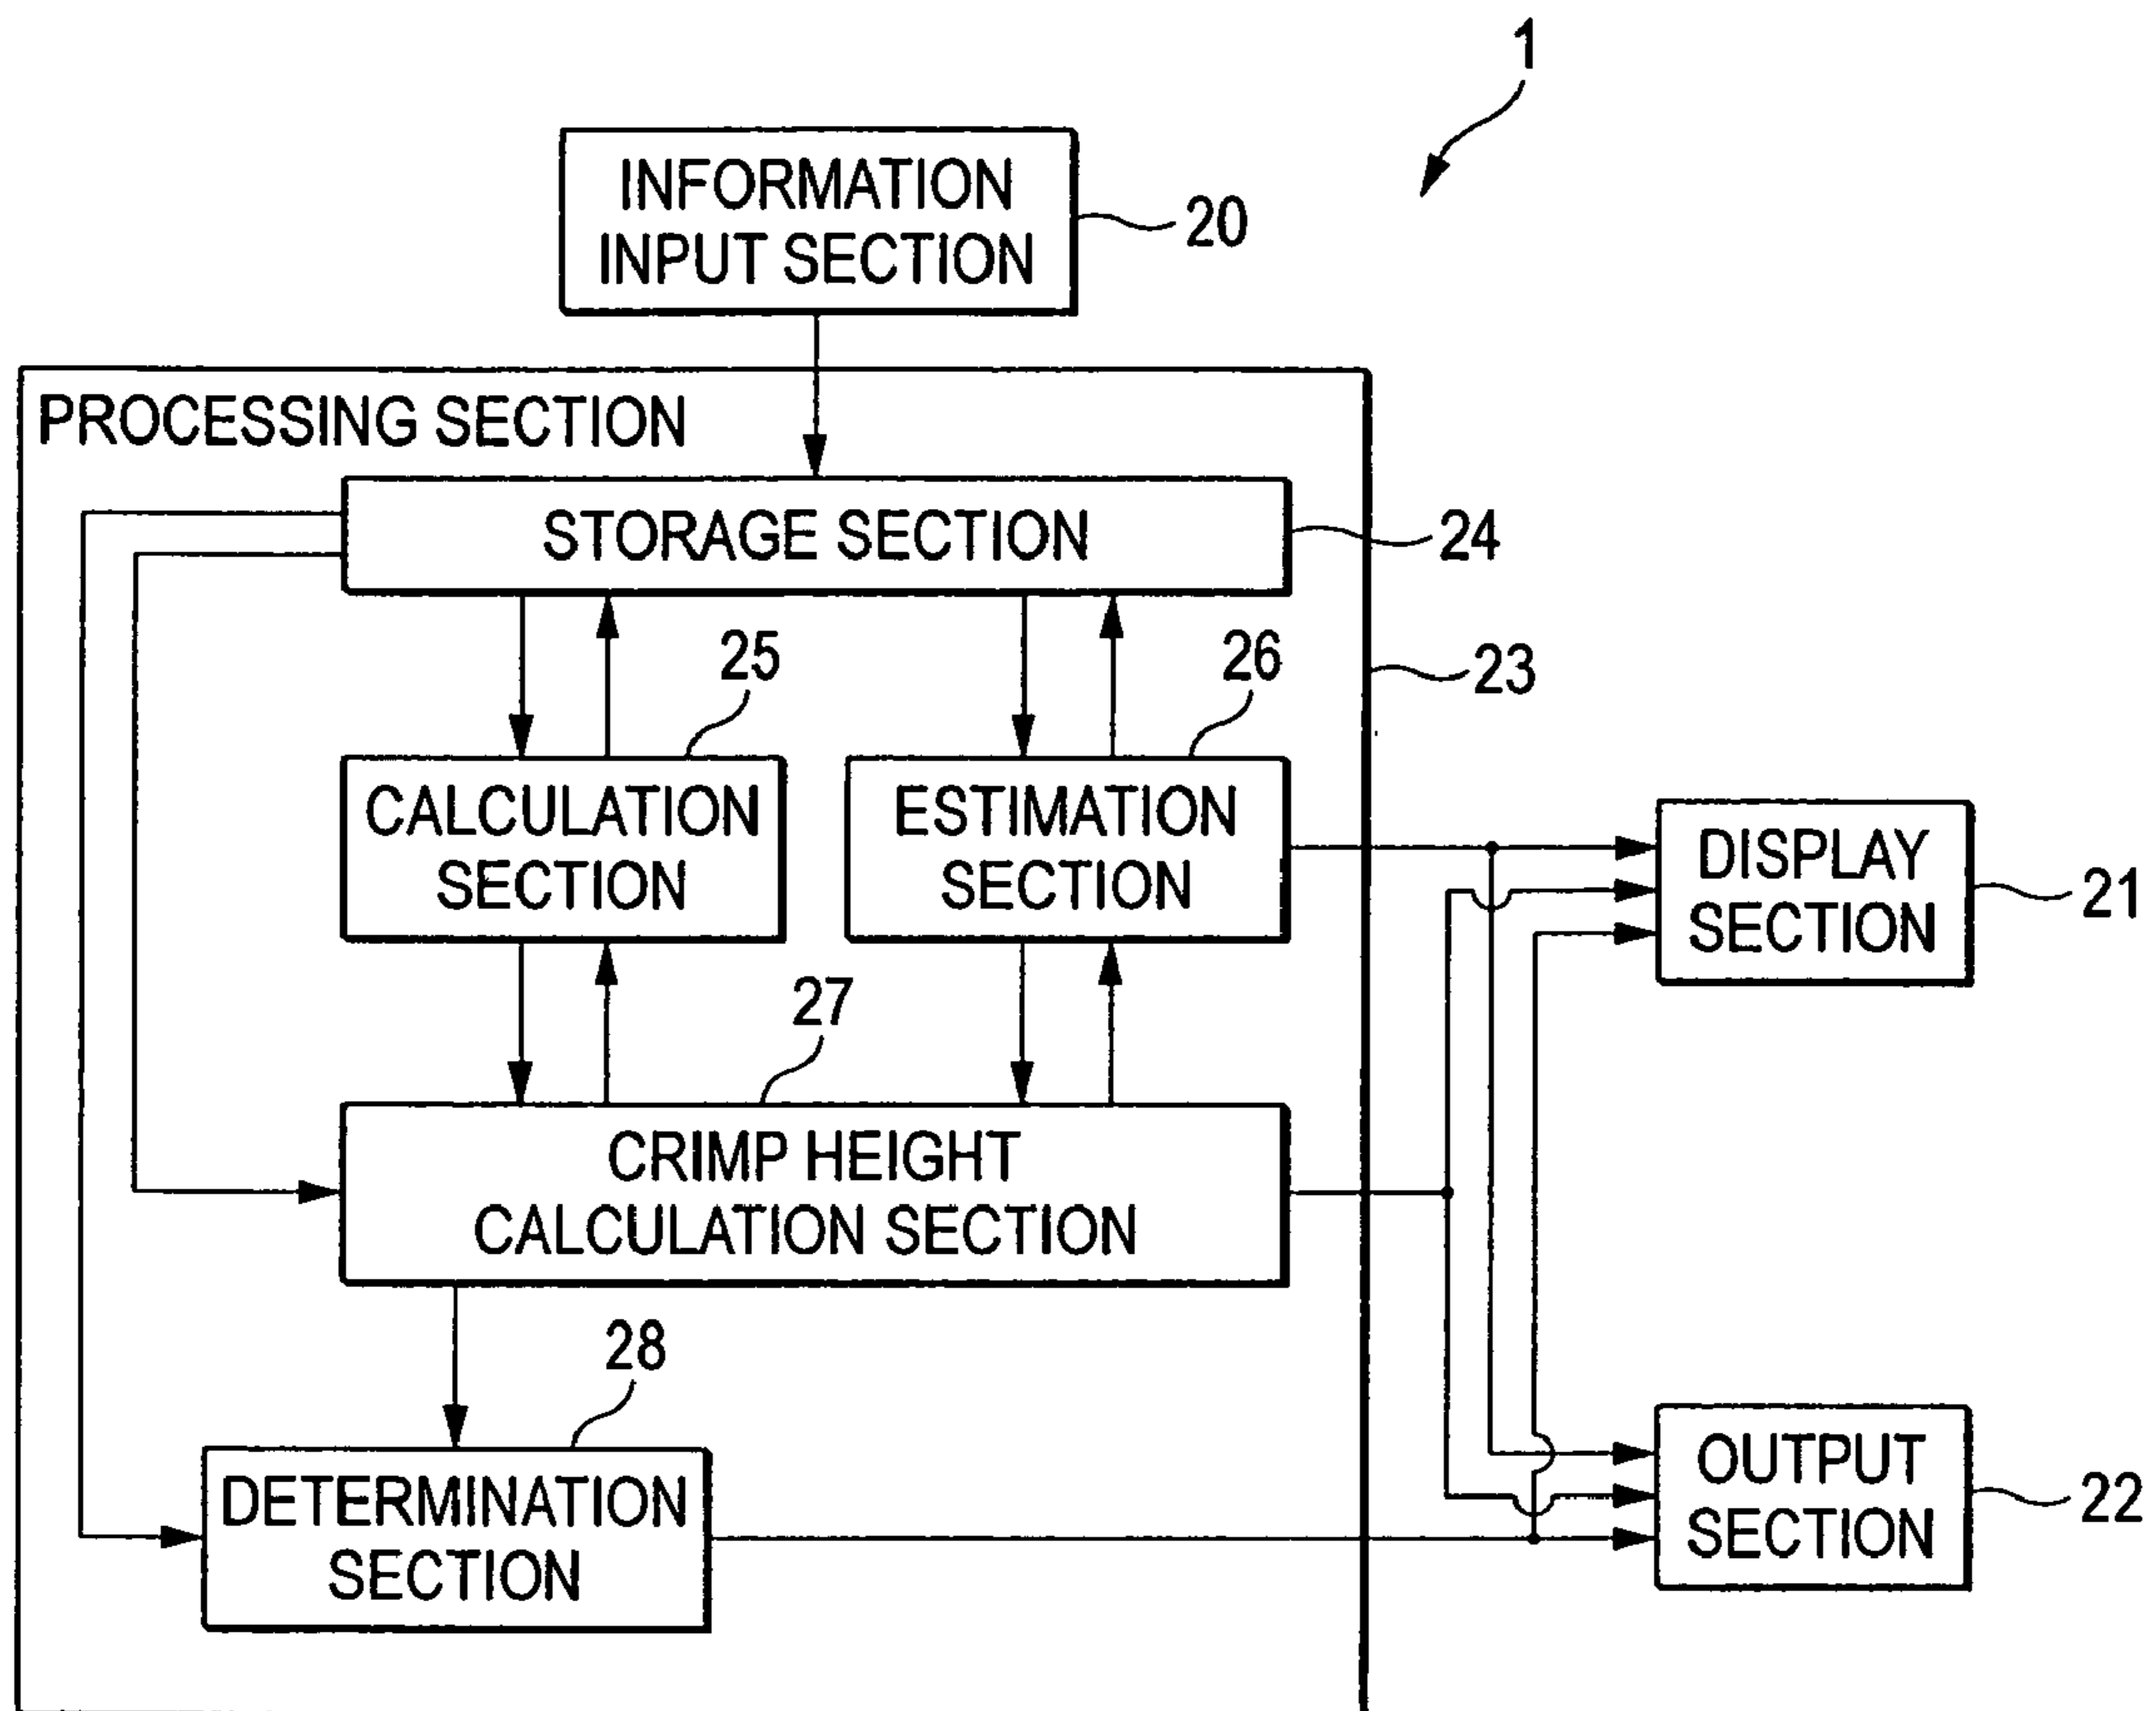 1
INFORMATION
INPUT SECTION
20
PROCESSING SECTION
STORAGE SECTION
24
25
26
23
CALCULATION
SECTION
ESTIMATION
SECTION
DISPLAY
SECTION
21
27
CRIMP HEIGHT
CALCULATION SECTION
28
DETERMINATION
SECTION
OUTPUT
SECTION
22